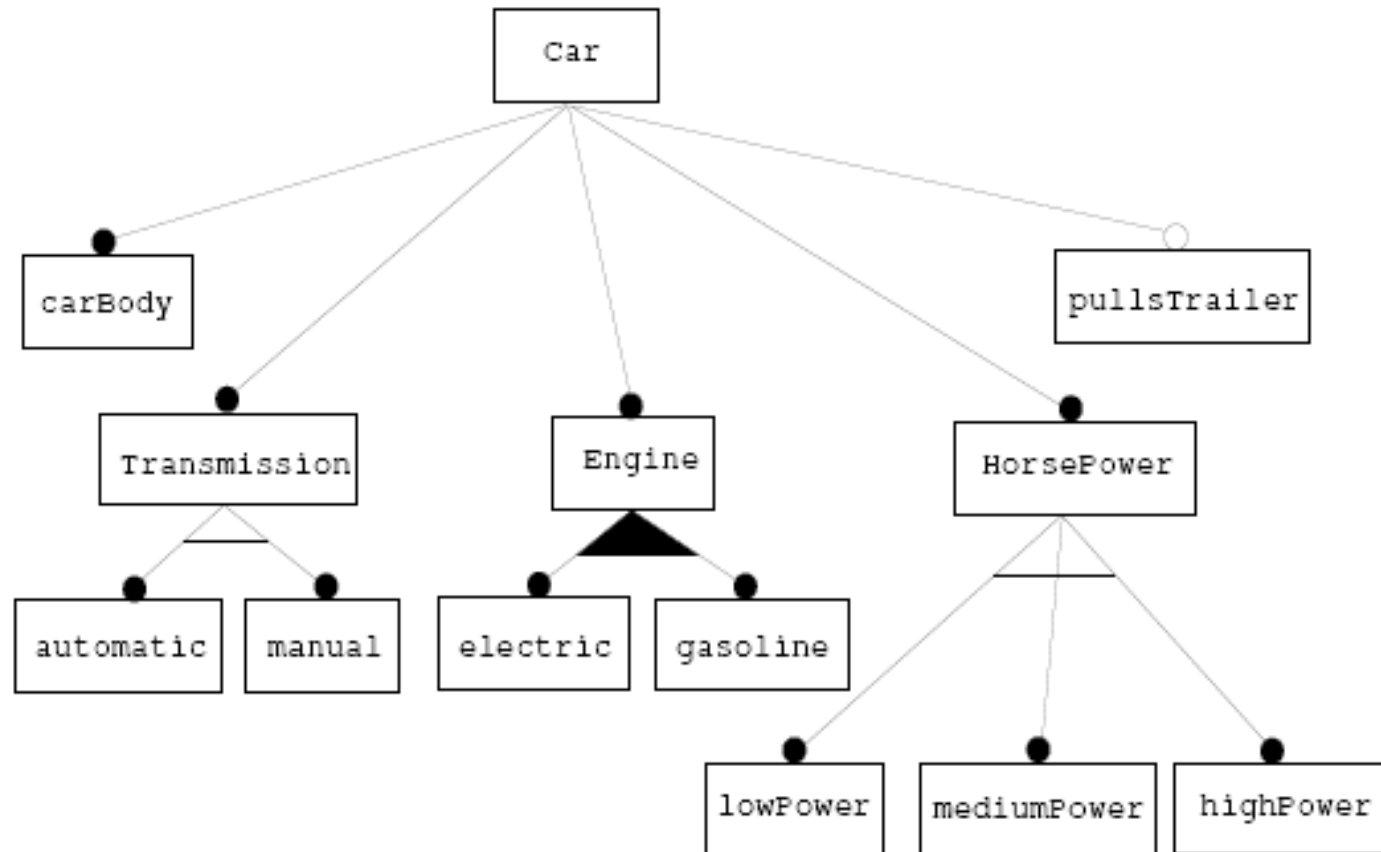 Car
carBody
pullsTrailer
Transmission
Engine
HorsePower
automatic
manual
electric
gasoline
lowPower
mediumPower
highPower